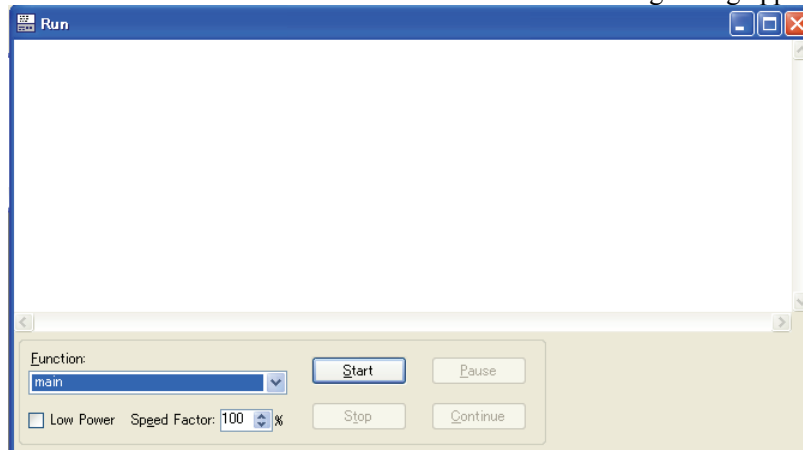 Run
Function:
main
Start
Pause
Low Power Speed Factor: 100 %
Stop
Continue